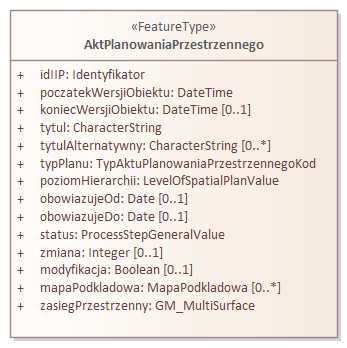 «FeatureType»
AktPlanowaniaPrzestrzennego
+ idIIP: Identyfikator
+ poczatekWersjiObiektu: DateTime
+ koniecWersjiObiektu: DateTime [0..1]
+ tytul: CharacterString
+ tytulAlternatywny: CharacterString [0..*]
+ typPlanu: TypAktuPlanowaniaPrzestrzennegoKod
+ poziomHierarchii: LevelOfSpatialPlanValue
+ obowiazujeOd: Date [0..1]
+ obowiazujeDo: Date [0..1]
+ status: ProcessStepGeneralValue
+ zmiana: Integer [0..1]
+ modyfikacja: Boolean [0..1]
+ mapaPodkladowa: MapaPodkladowa [0..*]
+ zasiegPrzestrzenny: GM_MultiSurface